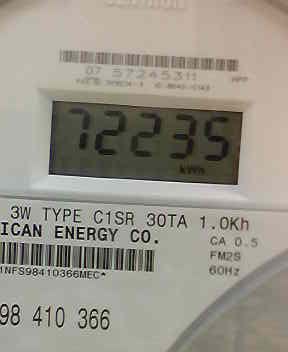 07 57245311
72235
kWh
3W TYPE C1SR 30TA 1.0Kh
ICAN ENERGY CO.
CA 0.5
FM2S
60Hz
1NFS98410366MEC*
98 410 366